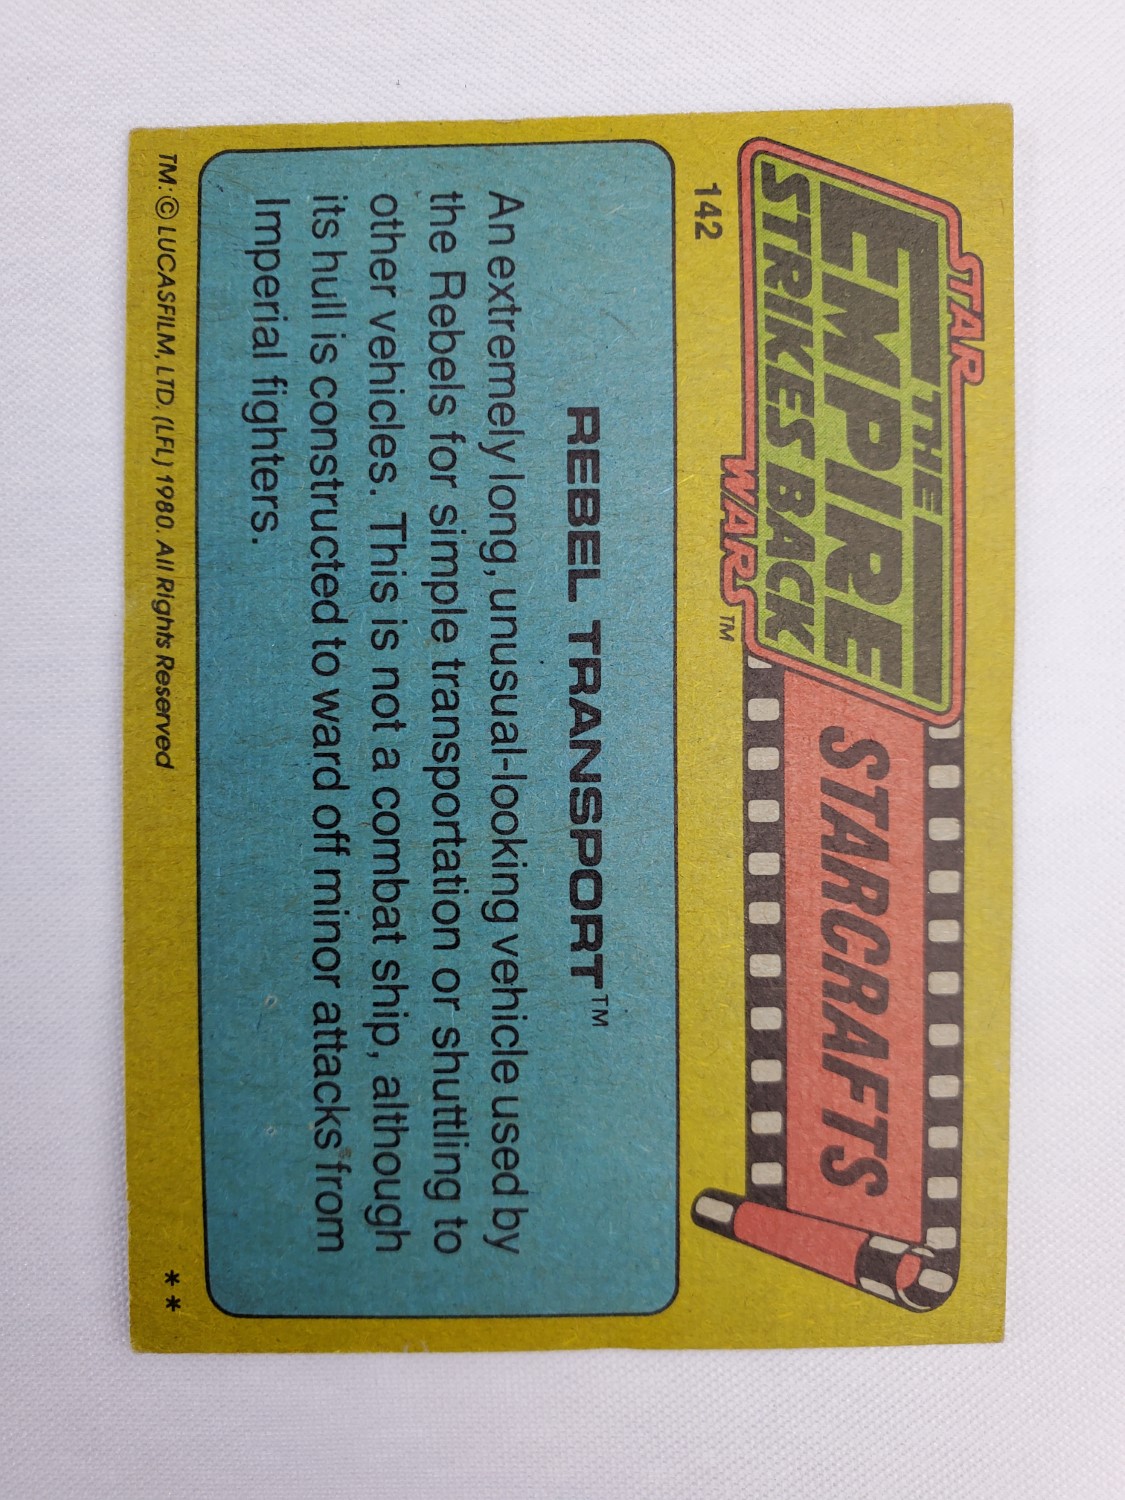 STAR
THE
EMPIRE
STRIKES BACK
WARS™
STARCRAFTS
142
REBEL TRANSPORT™
An extremely long, unusual-looking vehicle used by
the Rebels for simple transportation or shuttling to
other vehicles. This is not a combat ship, although
its hull is constructed to ward off minor attacks from
Imperial fighters.
TM: © LUCASFILM, LTD. (LFL) 1980. All Rights Reserved
**